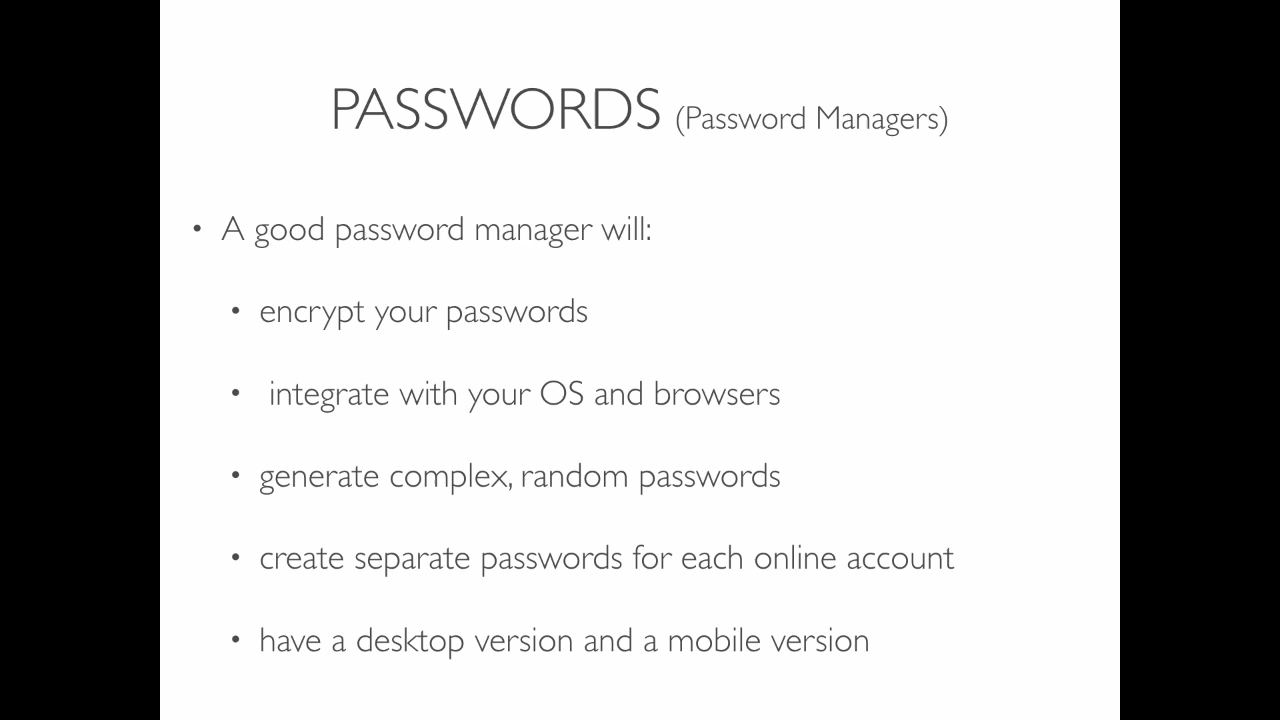 PASSWORDS (Password Managers)
• A good password manager will:
• encrypt your passwords
• integrate with your OS and browsers
• generate complex, random passwords
• create separate passwords for each online account
• have a desktop version and a mobile version